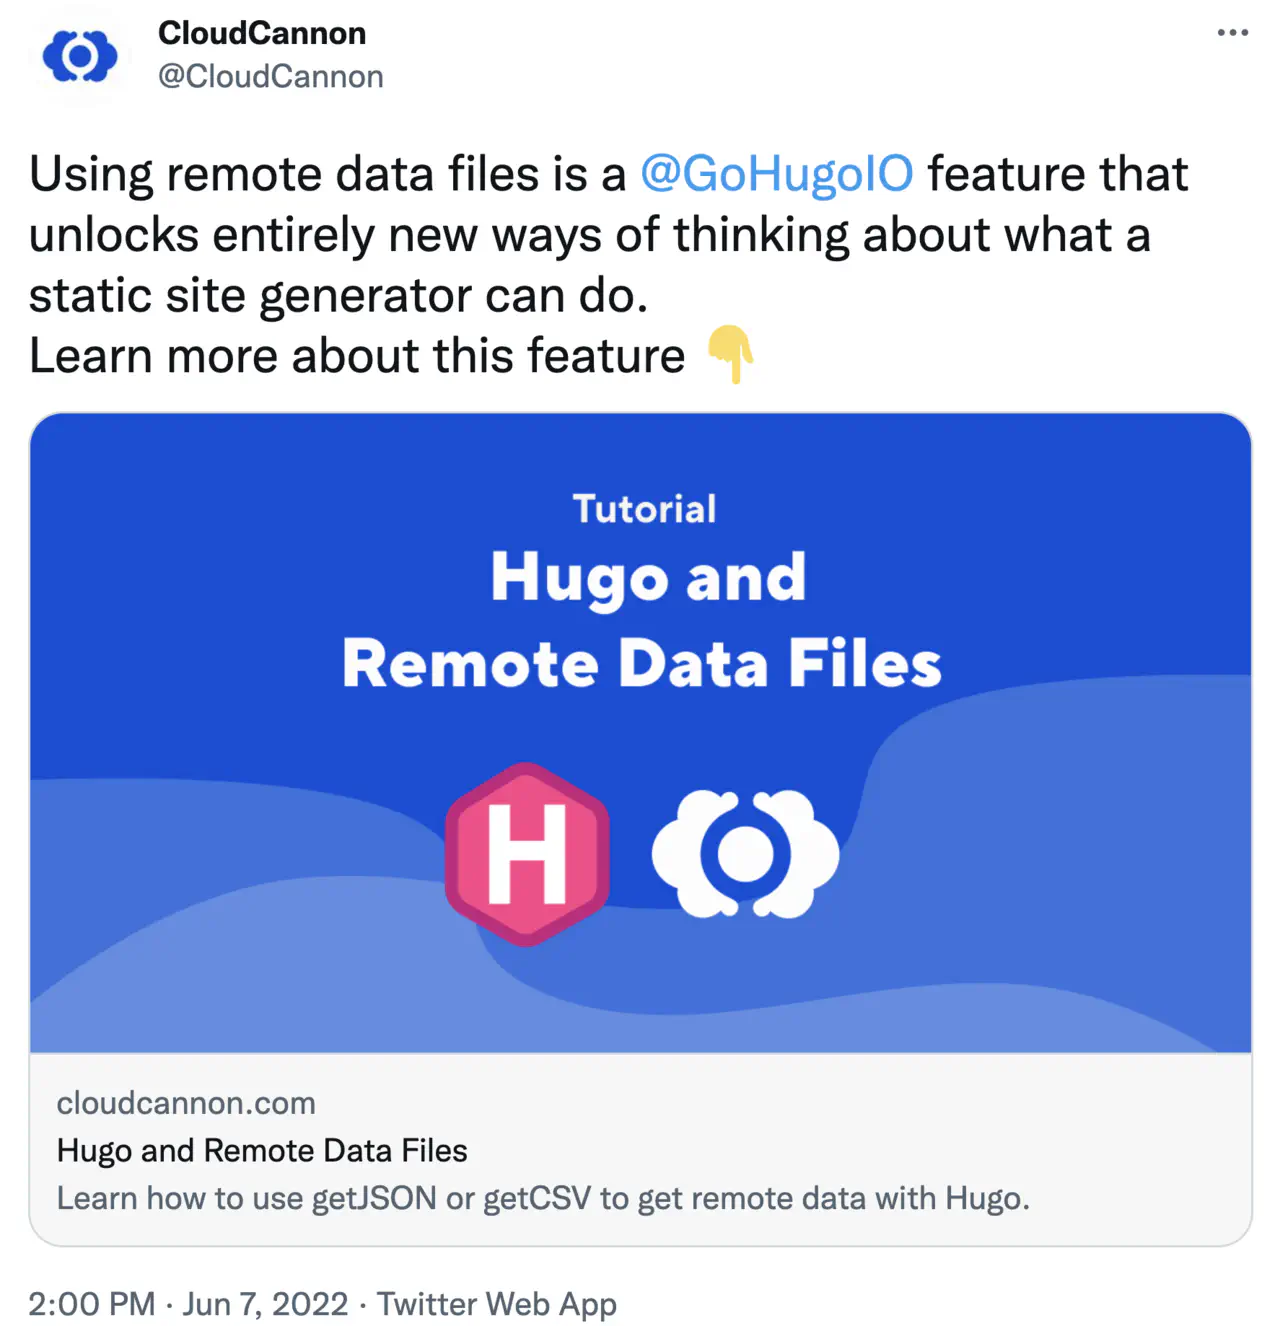 CloudCannon
@CloudCannon
Using remote data files is a @GoHugoIO feature that
unlocks entirely new ways of thinking about what a
static site generator can do.
Learn more about this feature 👇
Tutorial
Hugo and
Remote Data Files
H
cloudcannon.com
Hugo and Remote Data Files
Learn how to use getJSON or getCSV to get remote data with Hugo.
2:00 PM · Jun 7, 2022 · Twitter Web App